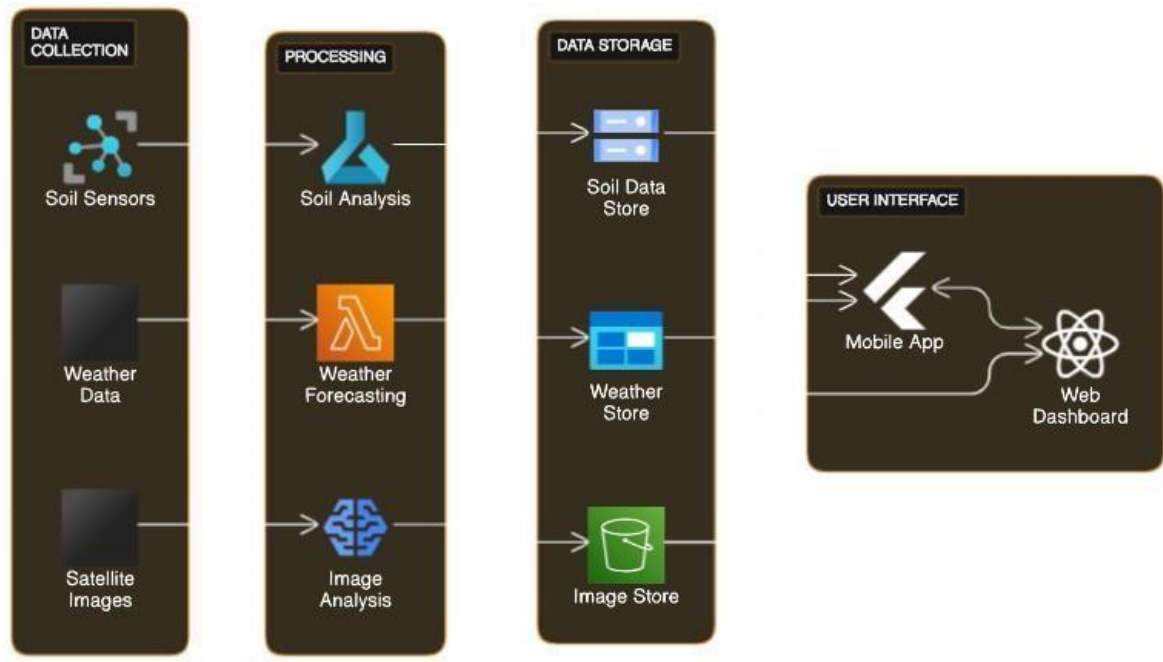 DATA
COLLECTION
Soil Sensors
Weather
Data
Satellite
Images
PROCESSING
Soil Analysis
Weather
Forecasting
Image
Analysis
DATA STORAGE
Soil Data
Store
Weather
Store
Image Store
USER INTERFACE
Mobile App
Web
Dashboard